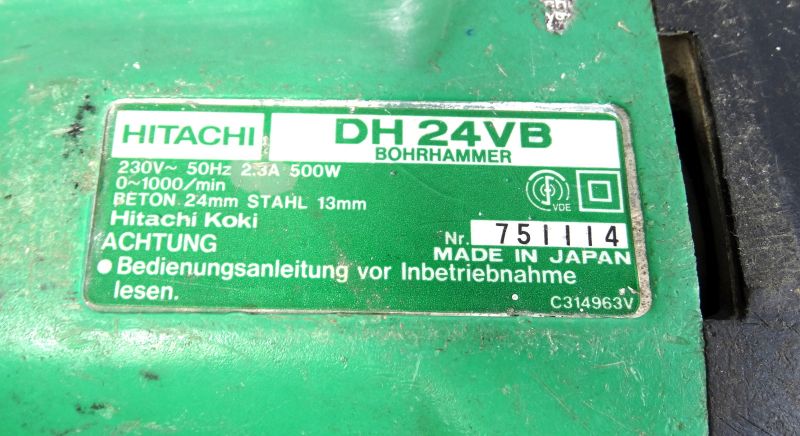 HITACHI
DH 24VB
BOHRHAMMER
230V~ 50Hz 2.3A 500W
0~1000/min
BETON 24mm STAHL 13mm
Hitachi Koki
VDE
Nr. 751114
MADE IN JAPAN
ACHTUNG
● Bedienungsanleitung vor Inbetriebnahme
lesen.
C314963V